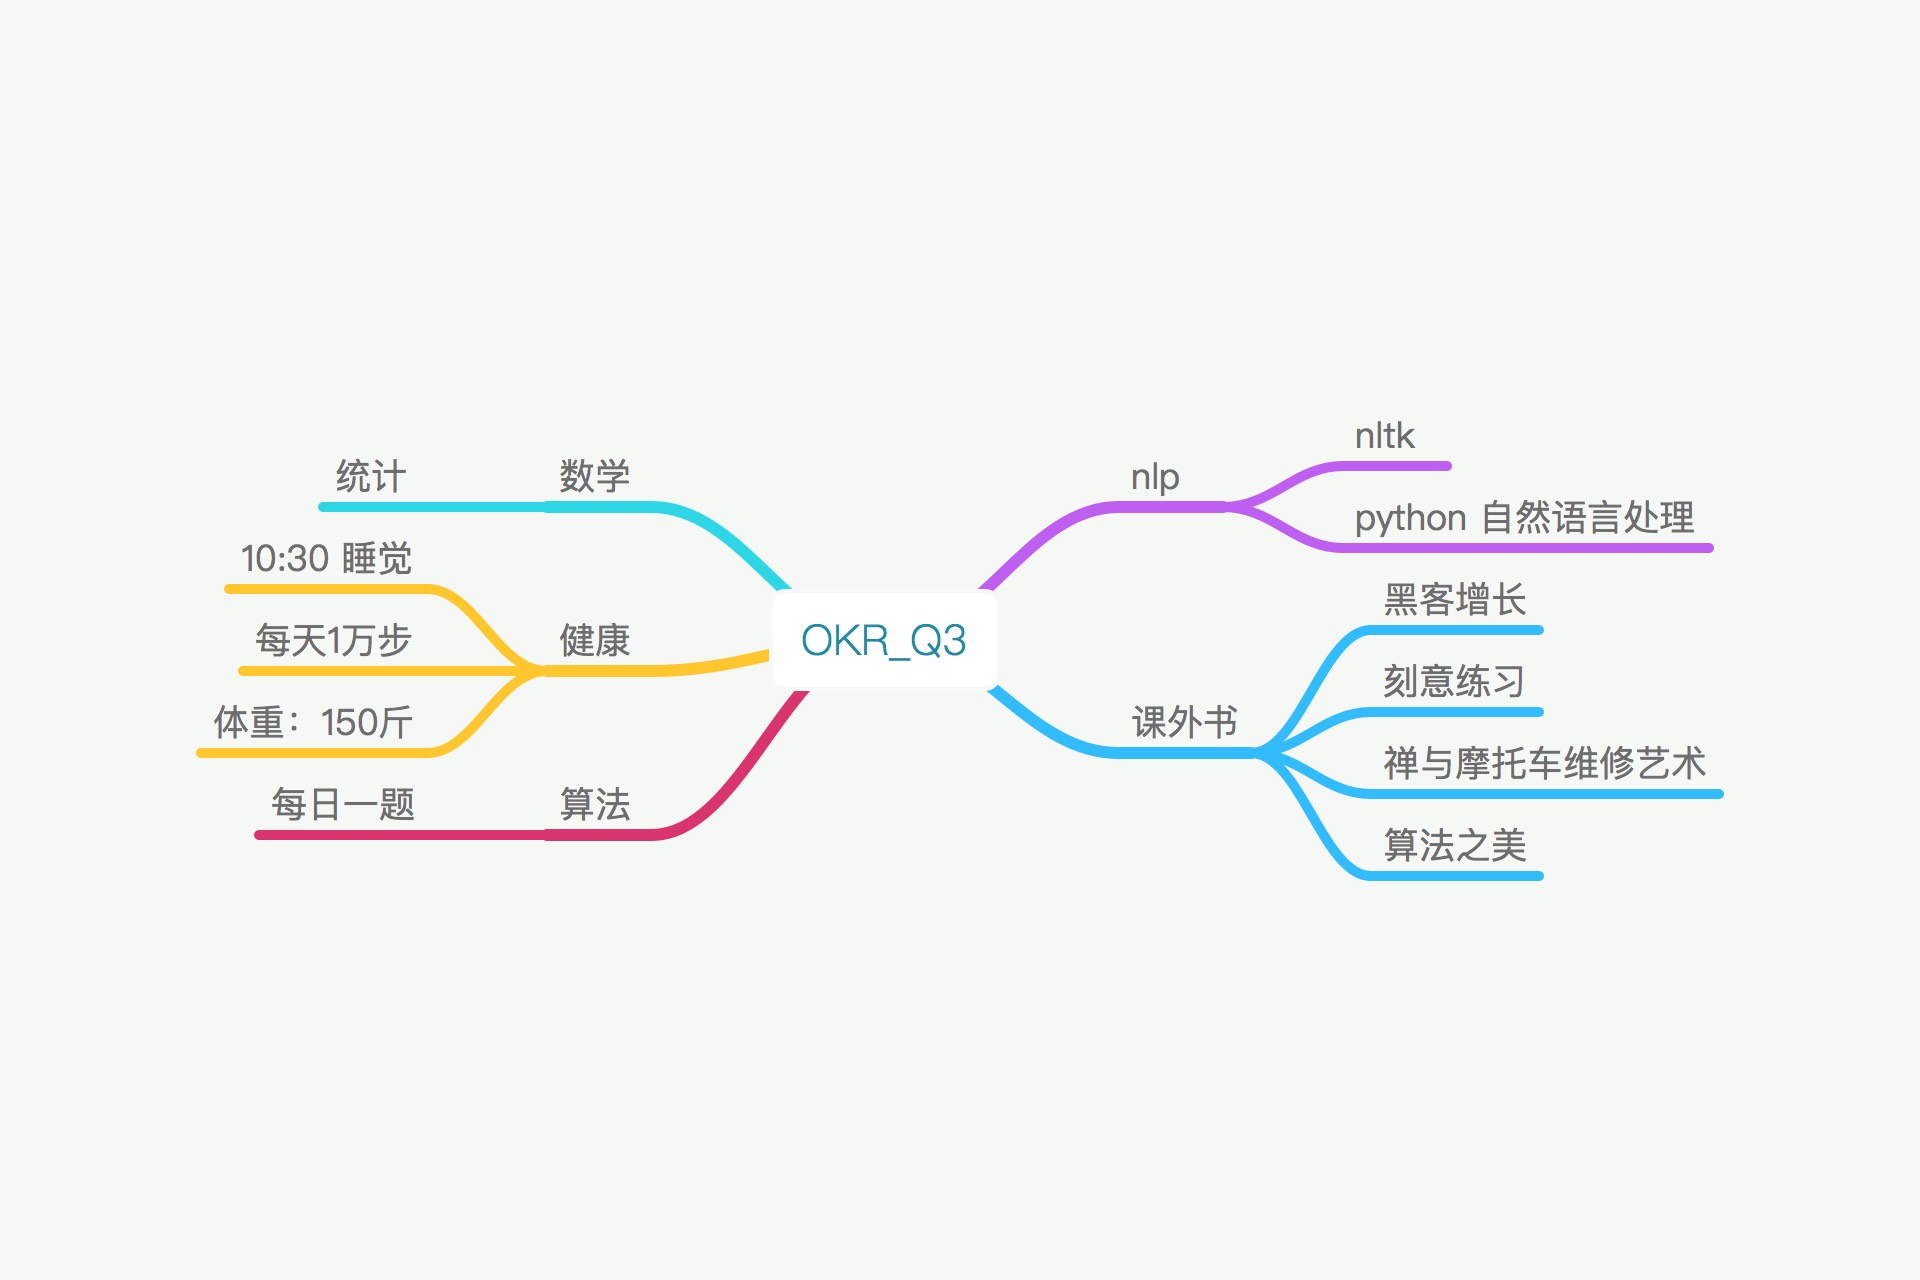 OKR_Q3
nlp
nltk
python 自然语言处理
课外书
黑客增长
刻意练习
禅与摩托车维修艺术
算法之美
数学
统计
健康
10:30 睡觉
每天1万步
体重：150斤
算法
每日一题